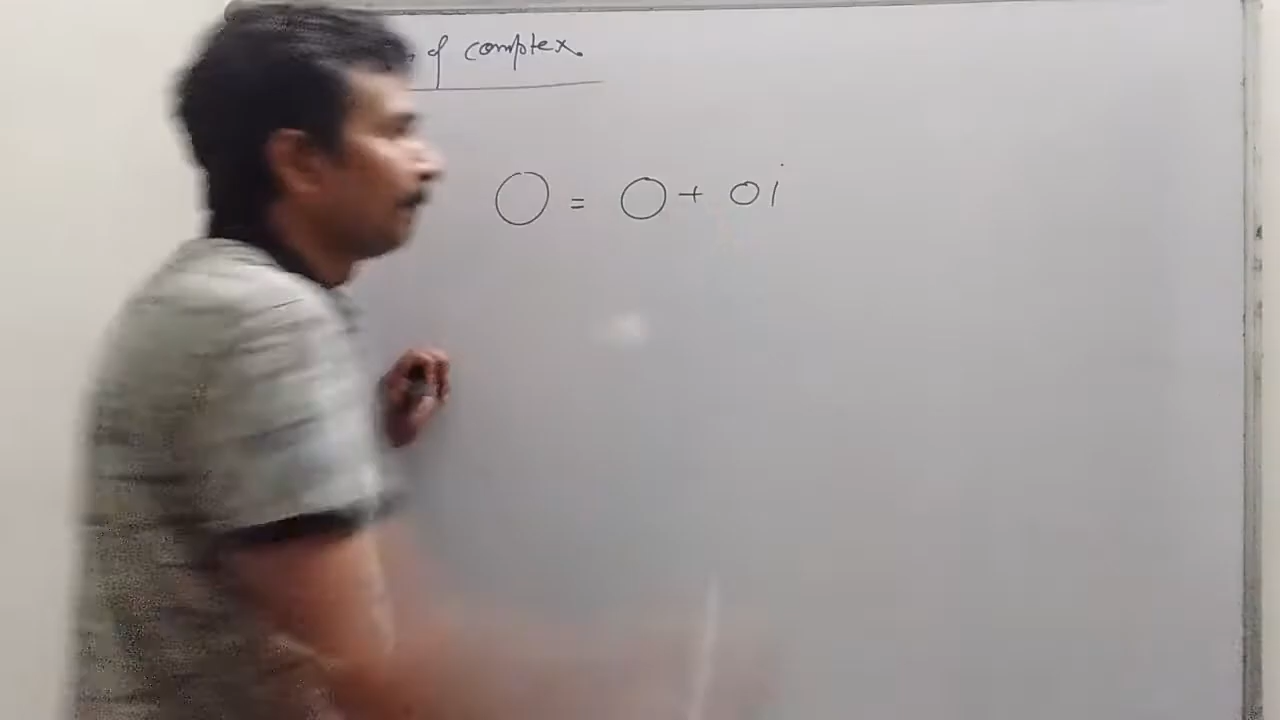 of complex.
0 = 0 + 0i